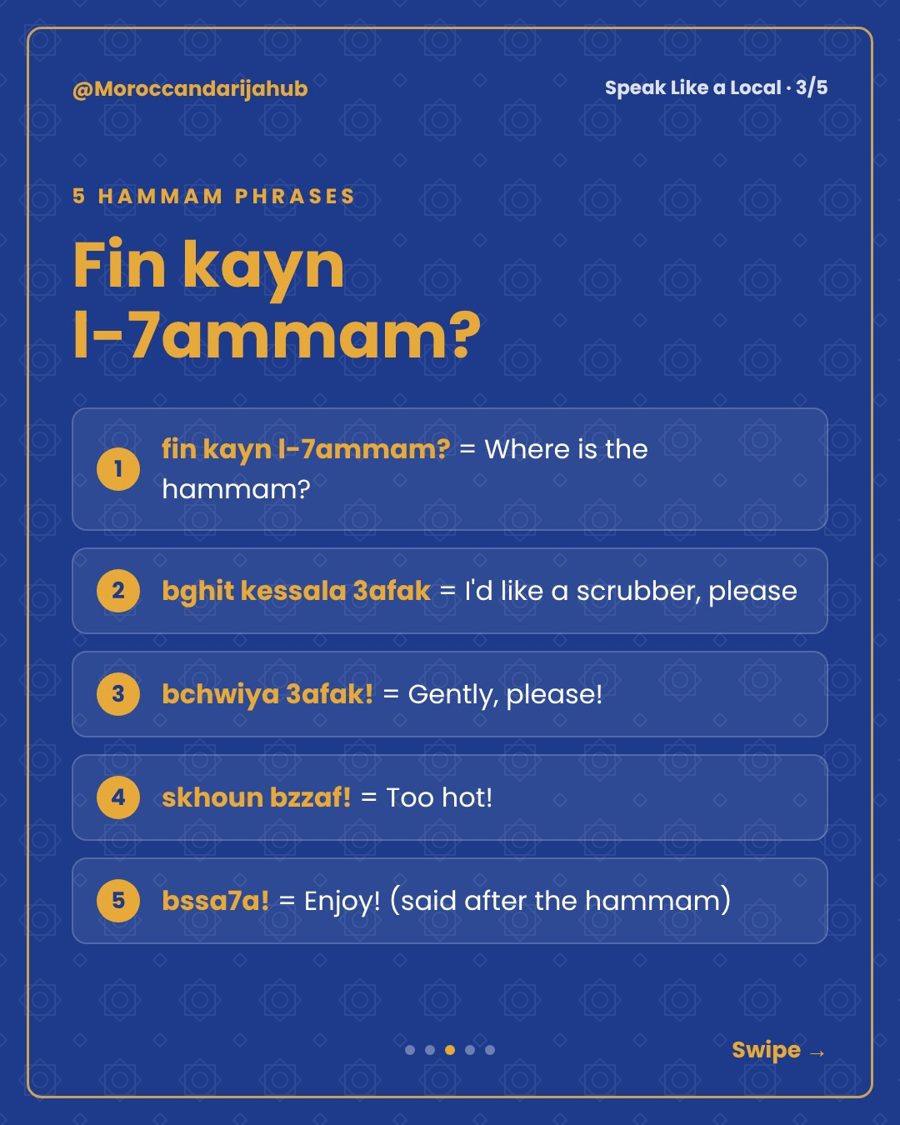 @Moroccandarijahub
Speak Like a Local · 3/5
5 HAMMAM PHRASES
Fin kayn
l-7ammam?
1 fin kayn l-7ammam? = Where is the
hammam?
2 bghit kessala 3afak = I'd like a scrubber, please
3 bchwiya 3afak! = Gently, please!
4 skhoun bzzaf! = Too hot!
5 bssa7a! = Enjoy! (said after the hammam)
Swipe →